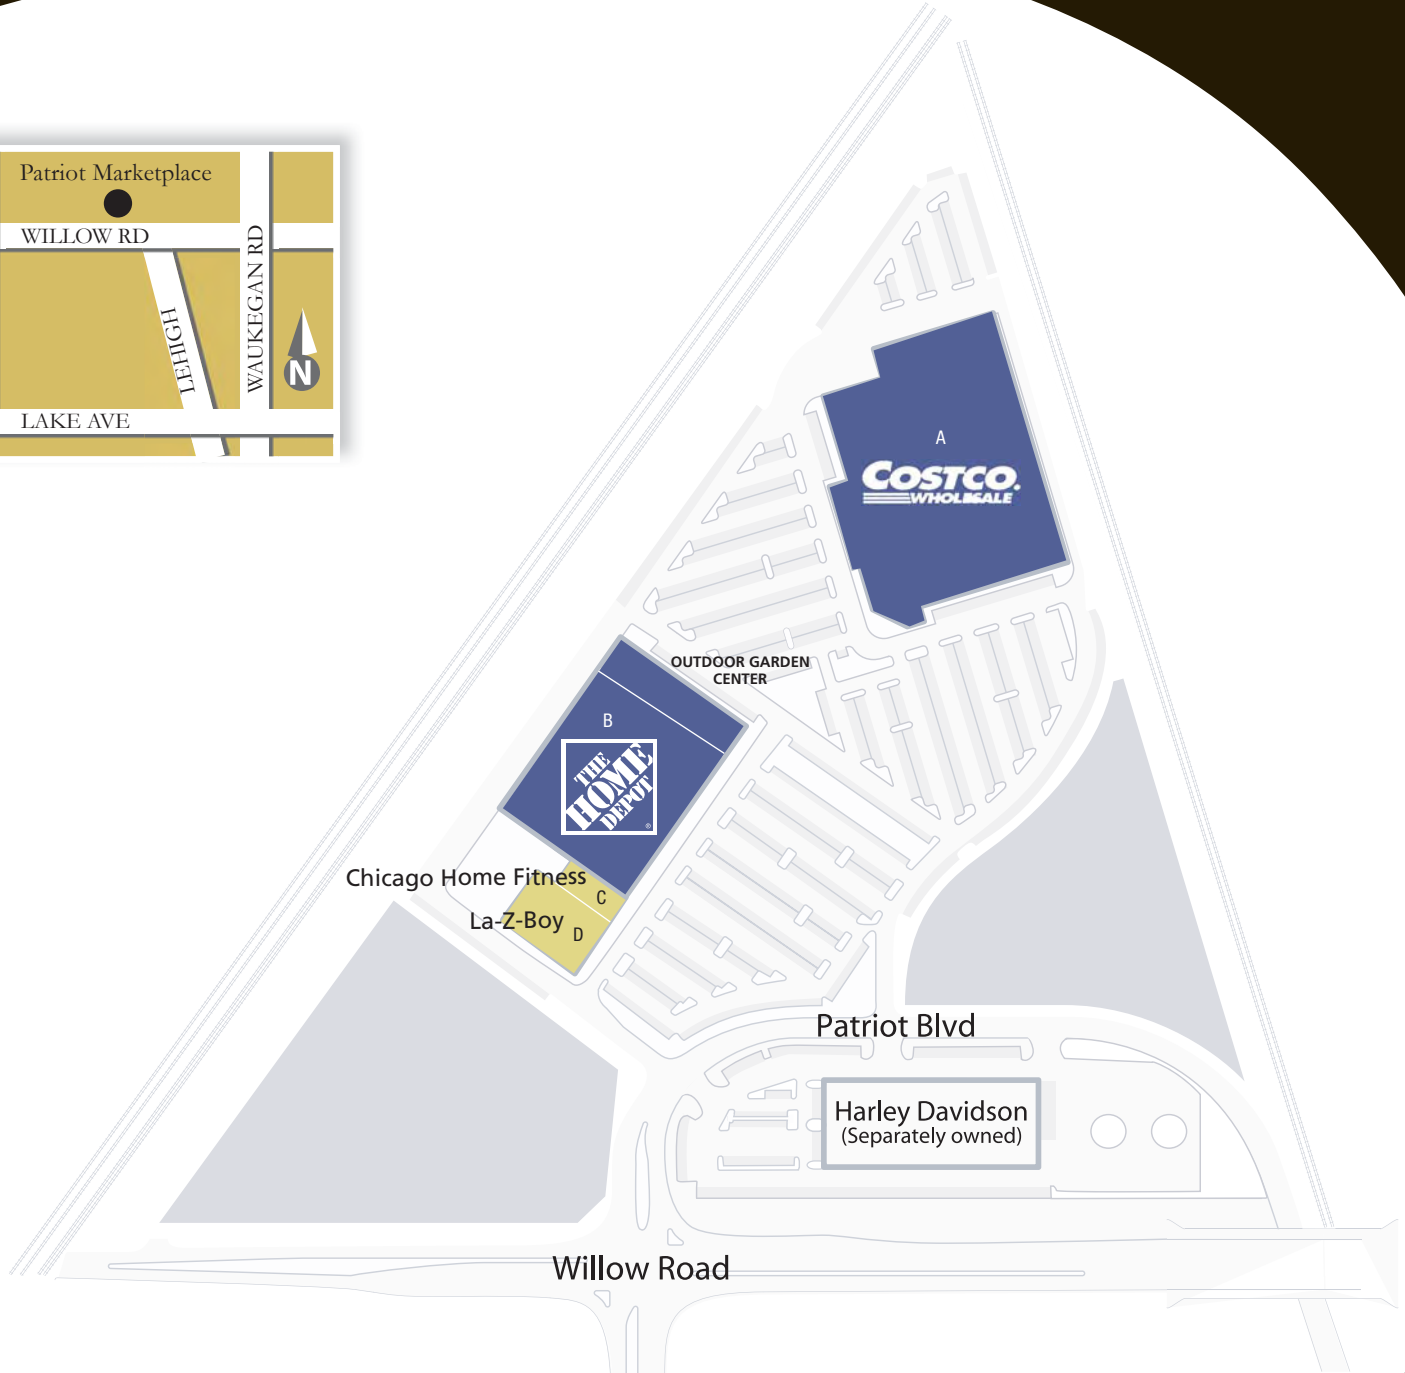 Patriot Marketplace
WILLOW RD
WAUKEGAN RD
LEHIGH
N
LAKE AVE
A
COSTCO.
WHOLESALE
OUTDOOR GARDEN
CENTER
B
THE
HOME
DEPOT
®
Chicago Home Fitness
C
La-Z-Boy
D
Patriot Blvd
Harley Davidson
(Separately owned)
Willow Road